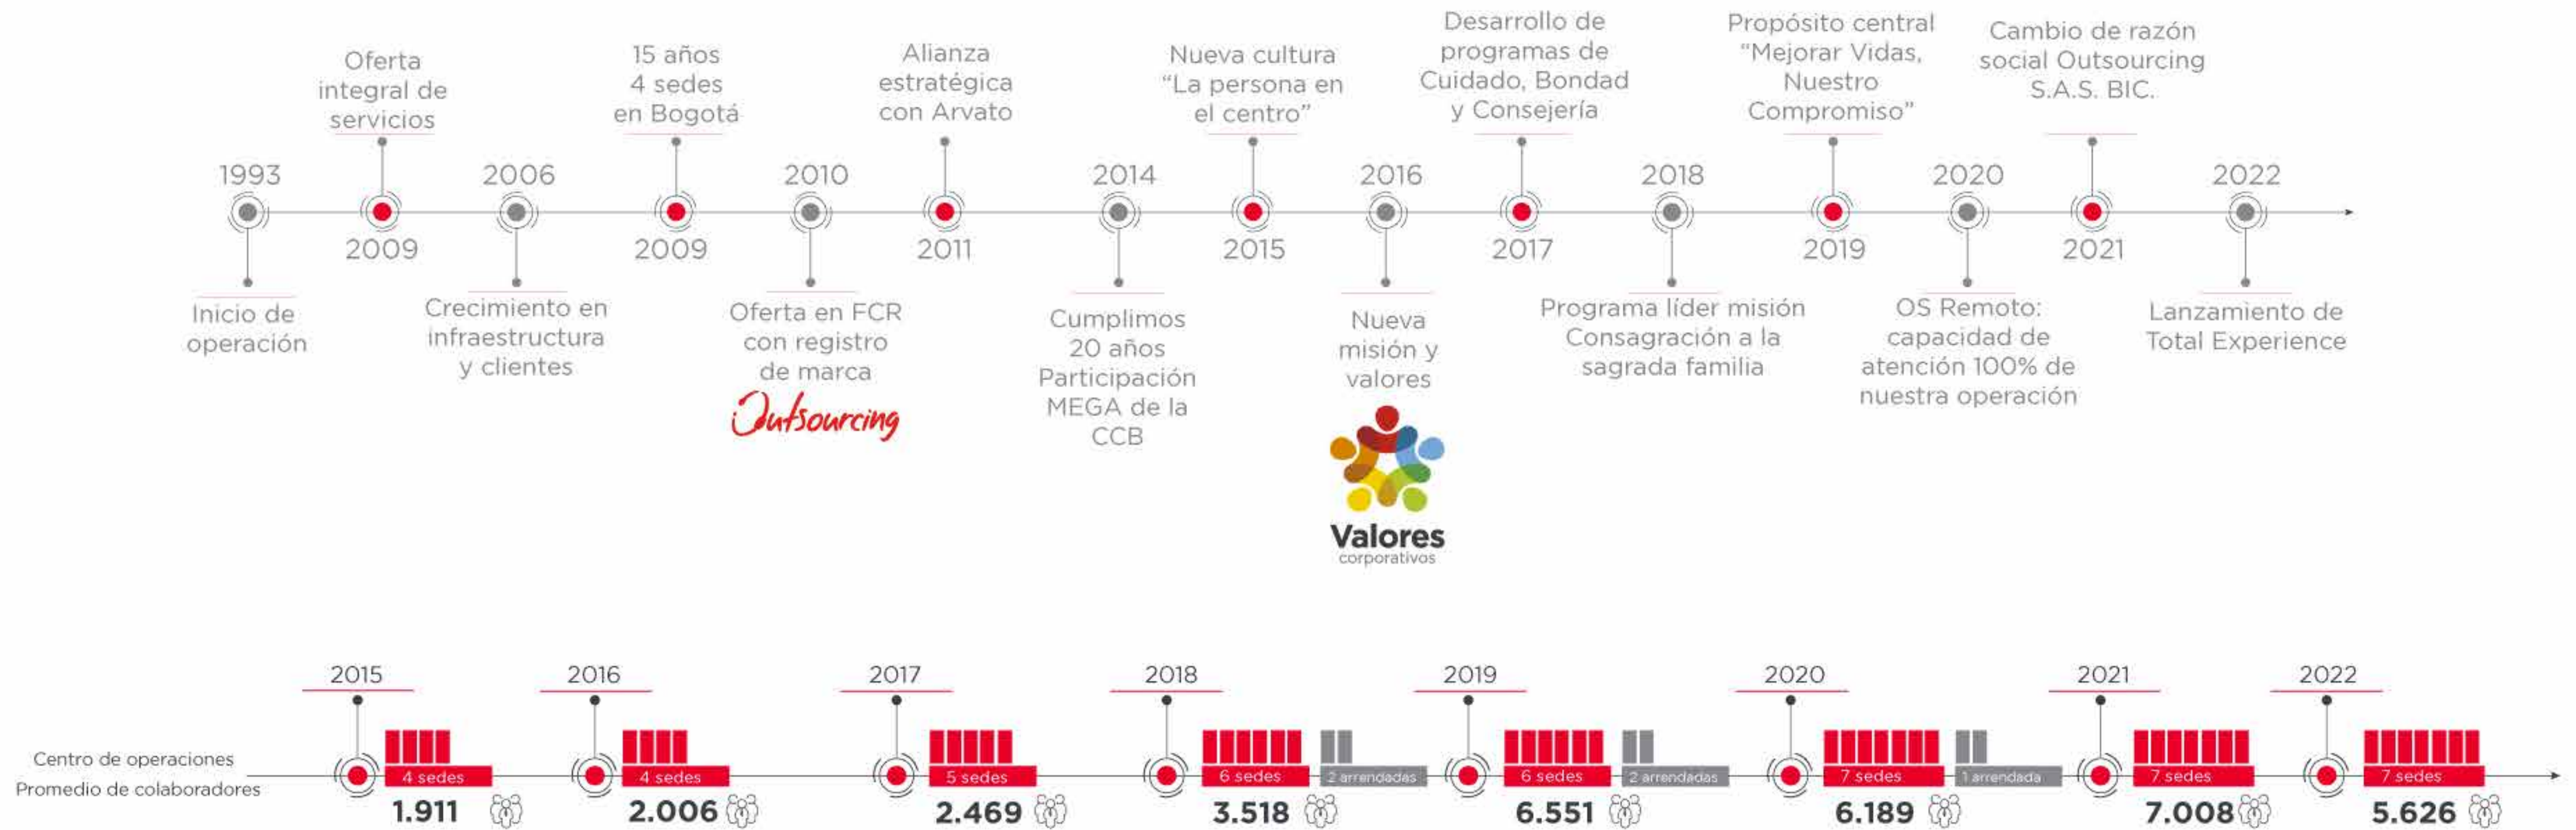 1993
Inicio de
operación
Oferta
integral de
servicios
2009
2006
Crecimiento en
infraestructura
y clientes
15 años
4 sedes
en Bogotá
2009
2010
Oferta en FCR
con registro
de marca
Outsourcing
Alianza
estratégica
con Arvato
2011
2014
Cumplimos
20 años
Participación
MEGA de la
CCB
Nueva cultura
“La persona en
el centro”
2015
2016
Nueva
misión y
valores
Valores
corporativos
Desarrollo de
programas de
Cuidado, Bondad
y Consejería
2017
2018
Programa líder misión
Consagración a la
sagrada familia
Propósito central
“Mejorar Vidas,
Nuestro
Compromiso”
2019
2020
OS Remoto:
capacidad de
atención 100% de
nuestra operación
Cambio de razón
social Outsourcing
S.A.S. BIC.
2021
2022
Lanzamiento de
Total Experience
Centro de operaciones
Promedio de colaboradores
2015
4 sedes
1.911
2016
4 sedes
2.006
2017
5 sedes
2.469
2018
6 sedes
2 arrendadas
3.518
2019
6 sedes
2 arrendadas
6.551
2020
7 sedes
1 arrendada
6.189
2021
7 sedes
7.008
2022
7 sedes
5.626